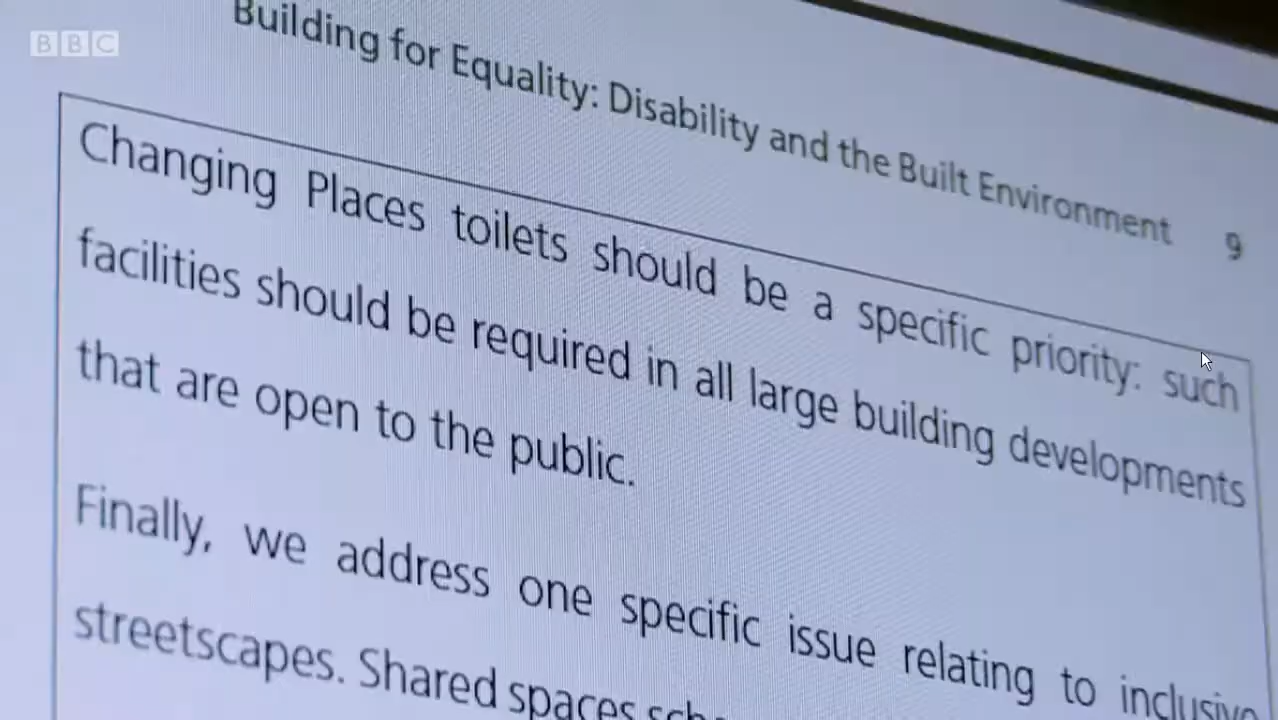 BBC
Building for Equality: Disability and the Built Environment 9
Changing Places toilets should be a specific priority: such
facilities should be required in all large building developments
that are open to the public.
Finally, we address one specific issue relating to inclusive
streetscapes. Shared spaces